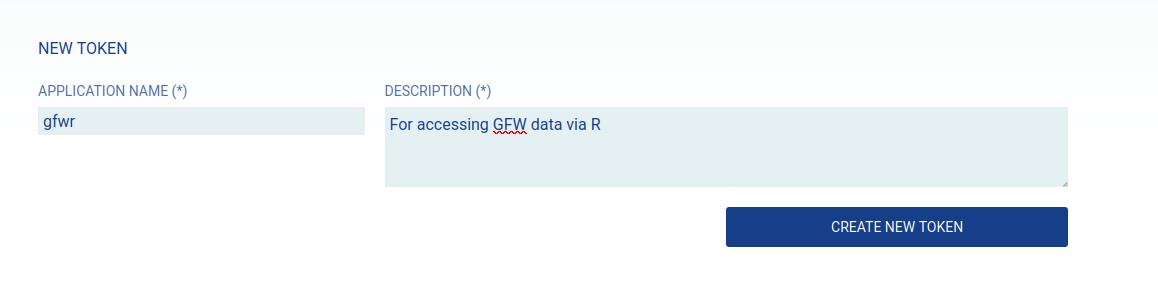 NEW TOKEN
APPLICATION NAME (*)
gfwr
DESCRIPTION (*)
For accessing GFW data via R
CREATE NEW TOKEN